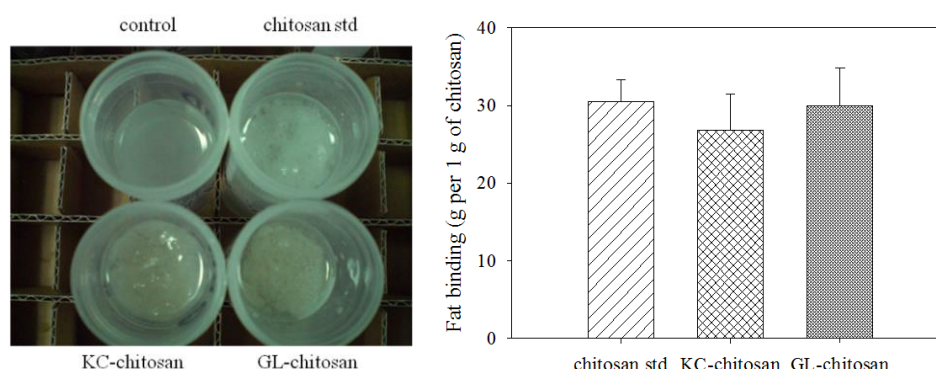 control chitosan std
KC-chitosan GL-chitosan
Fat binding (g per 1 g of chitosan)
40
30
20
10
0
chitosan std KC-chitosan GL-chitosan